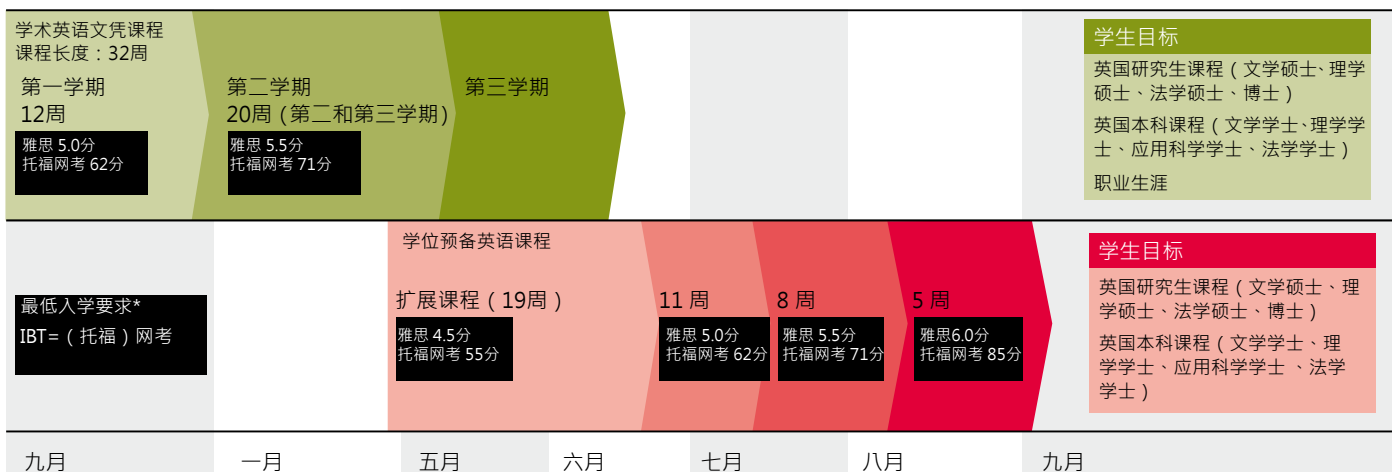 学术英语文凭课程
课程长度：32周
第一学期
12周
雅思 5.0分
托福网考 62分
第二学期
20周 (第二和第三学期)
雅思 5.5分
托福网考 71分
第三学期
学生目标
英国研究生课程（文学硕士、理学
硕士、法学硕士、博士）
英国本科课程（文学学士、理学学
士、应用科学学士、法学学士）
职业生涯
最低入学要求*
IBT=（托福）网考
学位预备英语课程
扩展课程（19周）
雅思 4.5分
托福网考 55分
11 周
雅思 5.0分
托福网考 62分
8 周
雅思 5.5分
托福网考 71分
5 周
雅思6.0分
托福网考 85分
学生目标
英国研究生课程（文学硕士、理
学硕士、法学硕士、博士）
英国本科课程（文学学士、理
学学士、应用科学学士 、法学
学士）
九月
一月
五月
六月
七月
八月
九月